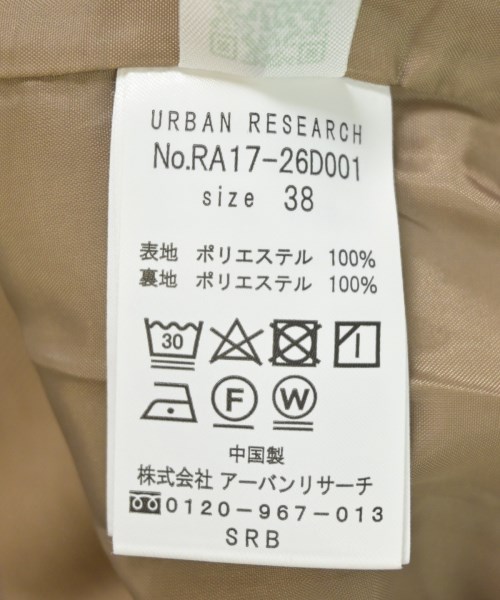 URBAN RESEARCH
No.RA17-26D001
size 38
表地 ポリエステル 100%
裏地 ポリエステル 100%
30
F W
中国製
株式会社 アーバンリサーチ
0120-967-013
SRB